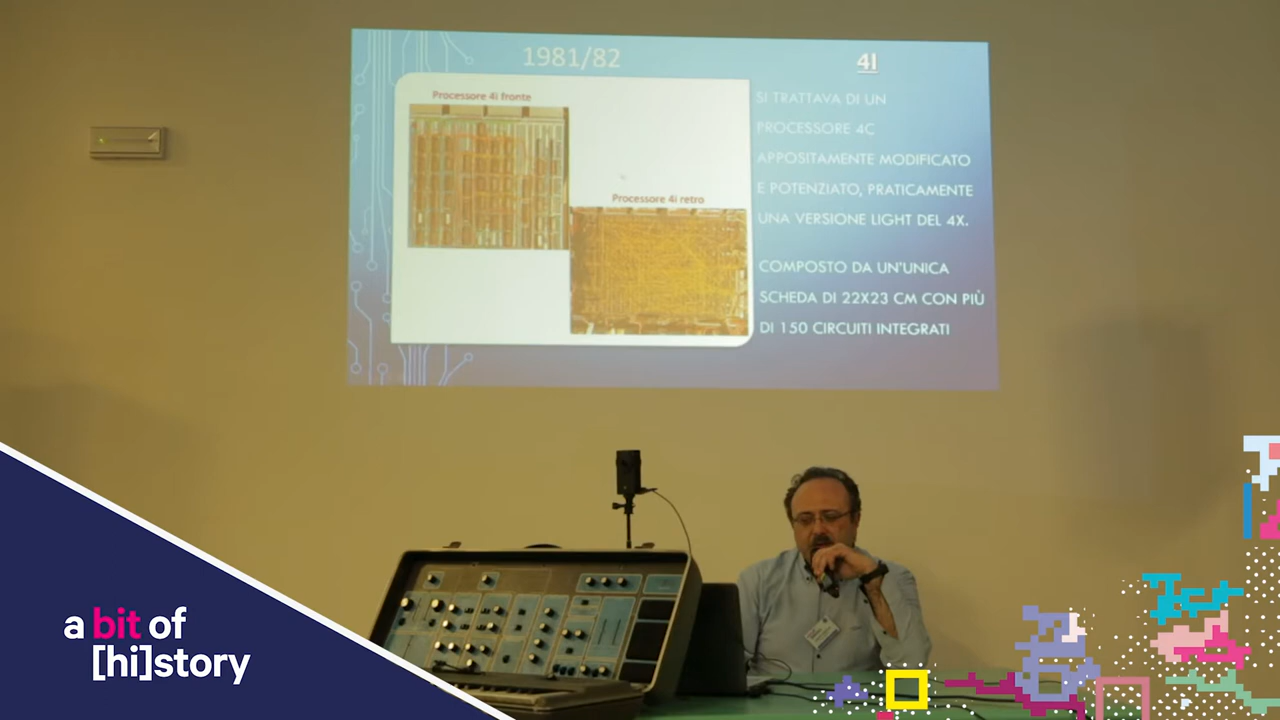 1981/82
4I
Processore 4i fronte
Processore 4i retro
SI TRATTAVA DI UN
PROCESSORE 4C
APPOSITAMENTE MODIFICATO
E POTENZIATO, PRATICAMENTE
UNA VERSIONE LIGHT DEL 4X.
COMPOSTO DA UN'UNICA
SCHEDA DI 22X23 CM CON PIÙ
DI 150 CIRCUITI INTEGRATI
a bit of
[hi]story